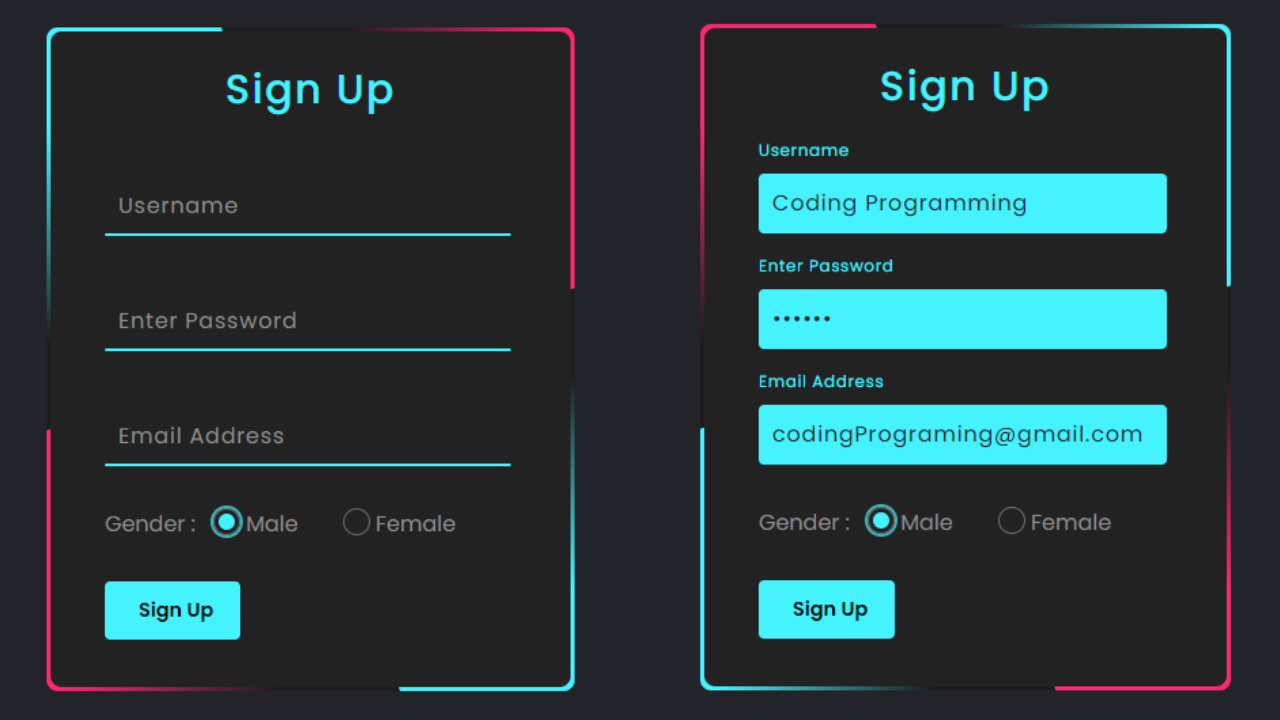 Sign Up
Username
Enter Password
Email Address
Gender : Male Female
Sign Up
Sign Up
Username
Coding Programming
Enter Password
••••••
Email Address
codingPrograming@gmail.com
Gender : Male Female
Sign Up